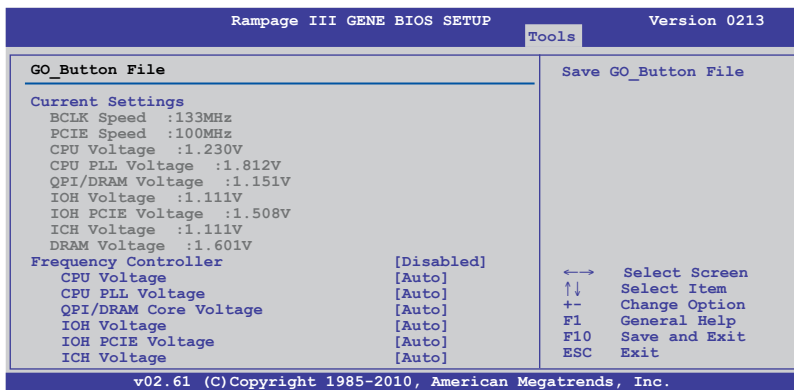 Rampage III GENE BIOS SETUP Version 0213
Tools
GO_Button File
Current Settings
BCLK Speed :133MHz
PCIE Speed :100MHz
CPU Voltage :1.230V
CPU PLL Voltage :1.812V
QPI/DRAM Voltage :1.151V
IOH Voltage :1.111V
IOH PCIE Voltage :1.508V
ICH Voltage :1.111V
DRAM Voltage :1.601V
Frequency Controller [Disabled]
CPU Voltage [Auto]
CPU PLL Voltage [Auto]
QPI/DRAM Core Voltage [Auto]
IOH Voltage [Auto]
IOH PCIE Voltage [Auto]
ICH Voltage [Auto]
Save GO_Button File
←→ Select Screen
↑↓ Select Item
+- Change Option
F1 General Help
F10 Save and Exit
ESC Exit
v02.61 (C)Copyright 1985-2010, American Megatrends, Inc.